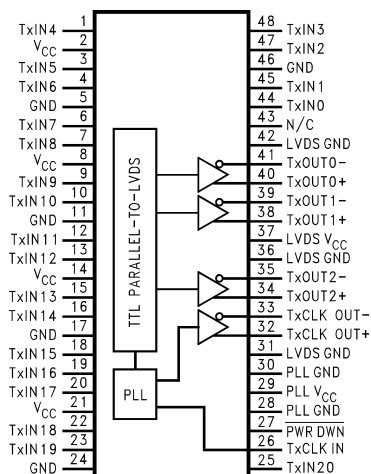 TxIN4 1
VCC 2
TxIN5 3
TxIN6 4
GND 5
TxIN7 6
TxIN8 7
VCC 8
TxIN9 9
TxIN10 10
GND 11
TxIN11 12
TxIN12 13
VCC 14
TxIN13 15
TxIN14 16
GND 17
TxIN15 18
TxIN16 19
TxIN17 20
VCC 21
TxIN18 22
TxIN19 23
GND 24
TTL PARALLEL-TO-LVDS
PLL
48 TxIN3
47 TxIN2
46 GND
45 TxIN1
44 TxIN0
43 N/C
42 LVDS GND
41 TxOUT0-
40 TxOUT0+
39 TxOUT1-
38 TxOUT1+
37 LVDS VCC
36 LVDS GND
35 TxOUT2-
34 TxOUT2+
33 TxCLK OUT-
32 TxCLK OUT+
31 LVDS GND
30 PLL GND
29 PLL VCC
28 PLL GND
27 PWR DWN
26 TxCLK IN
25 TxIN20